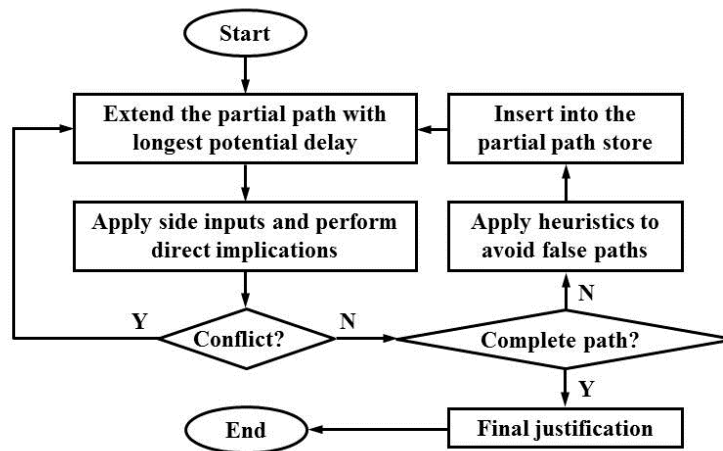 Start
Extend the partial path with
longest potential delay
Insert into the
partial path store
Apply side inputs and perform
direct implications
Apply heuristics to
avoid false paths
Y
Conflict?
N
N
Complete path?
Y
End
Final justification